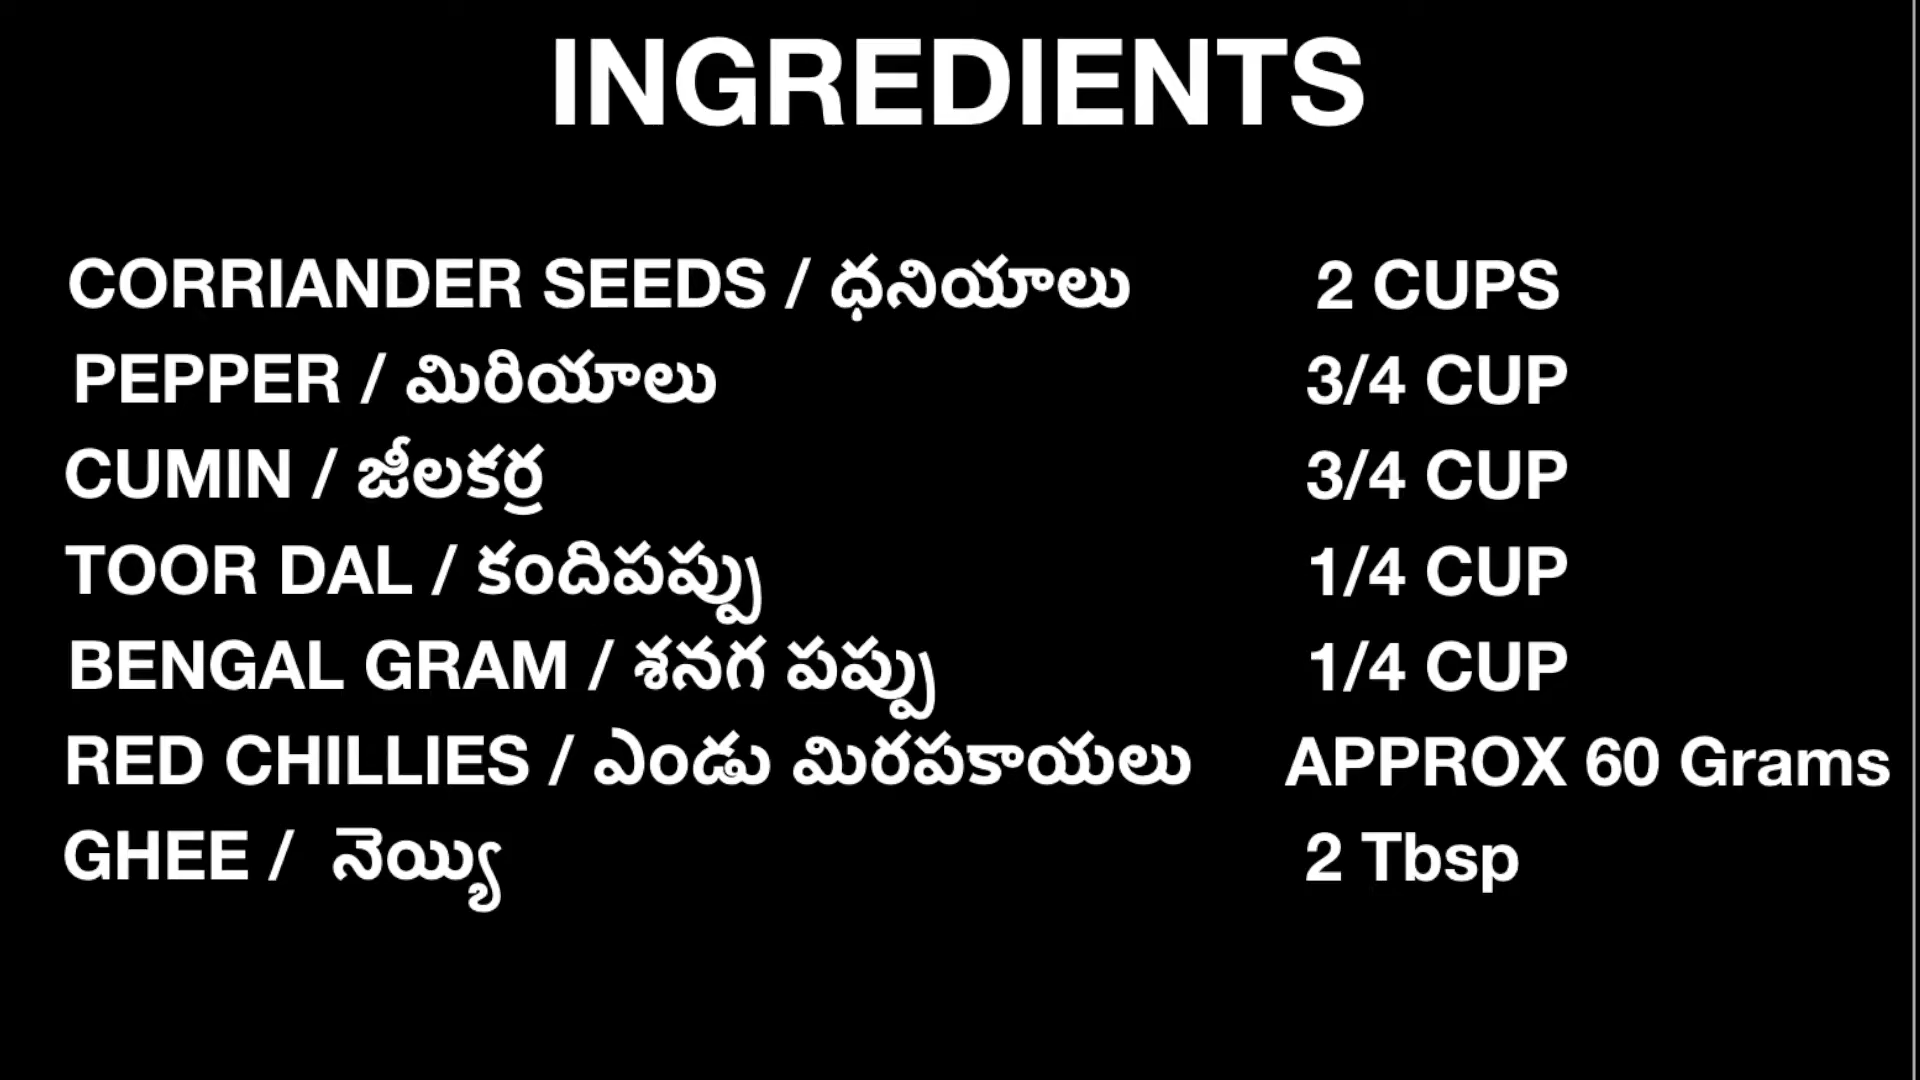 INGREDIENTS
CORRIANDER SEEDS / ధనియాలు 2 CUPS
PEPPER / మిరియాలు 3/4 CUP
CUMIN / జీలకర్ర 3/4 CUP
TOOR DAL / కందిపప్పు 1/4 CUP
BENGAL GRAM / శనగ పప్పు 1/4 CUP
RED CHILLIES / ఎండు మిరపకాయలు APPROX 60 Grams
GHEE / నెయ్యి 2 Tbsp